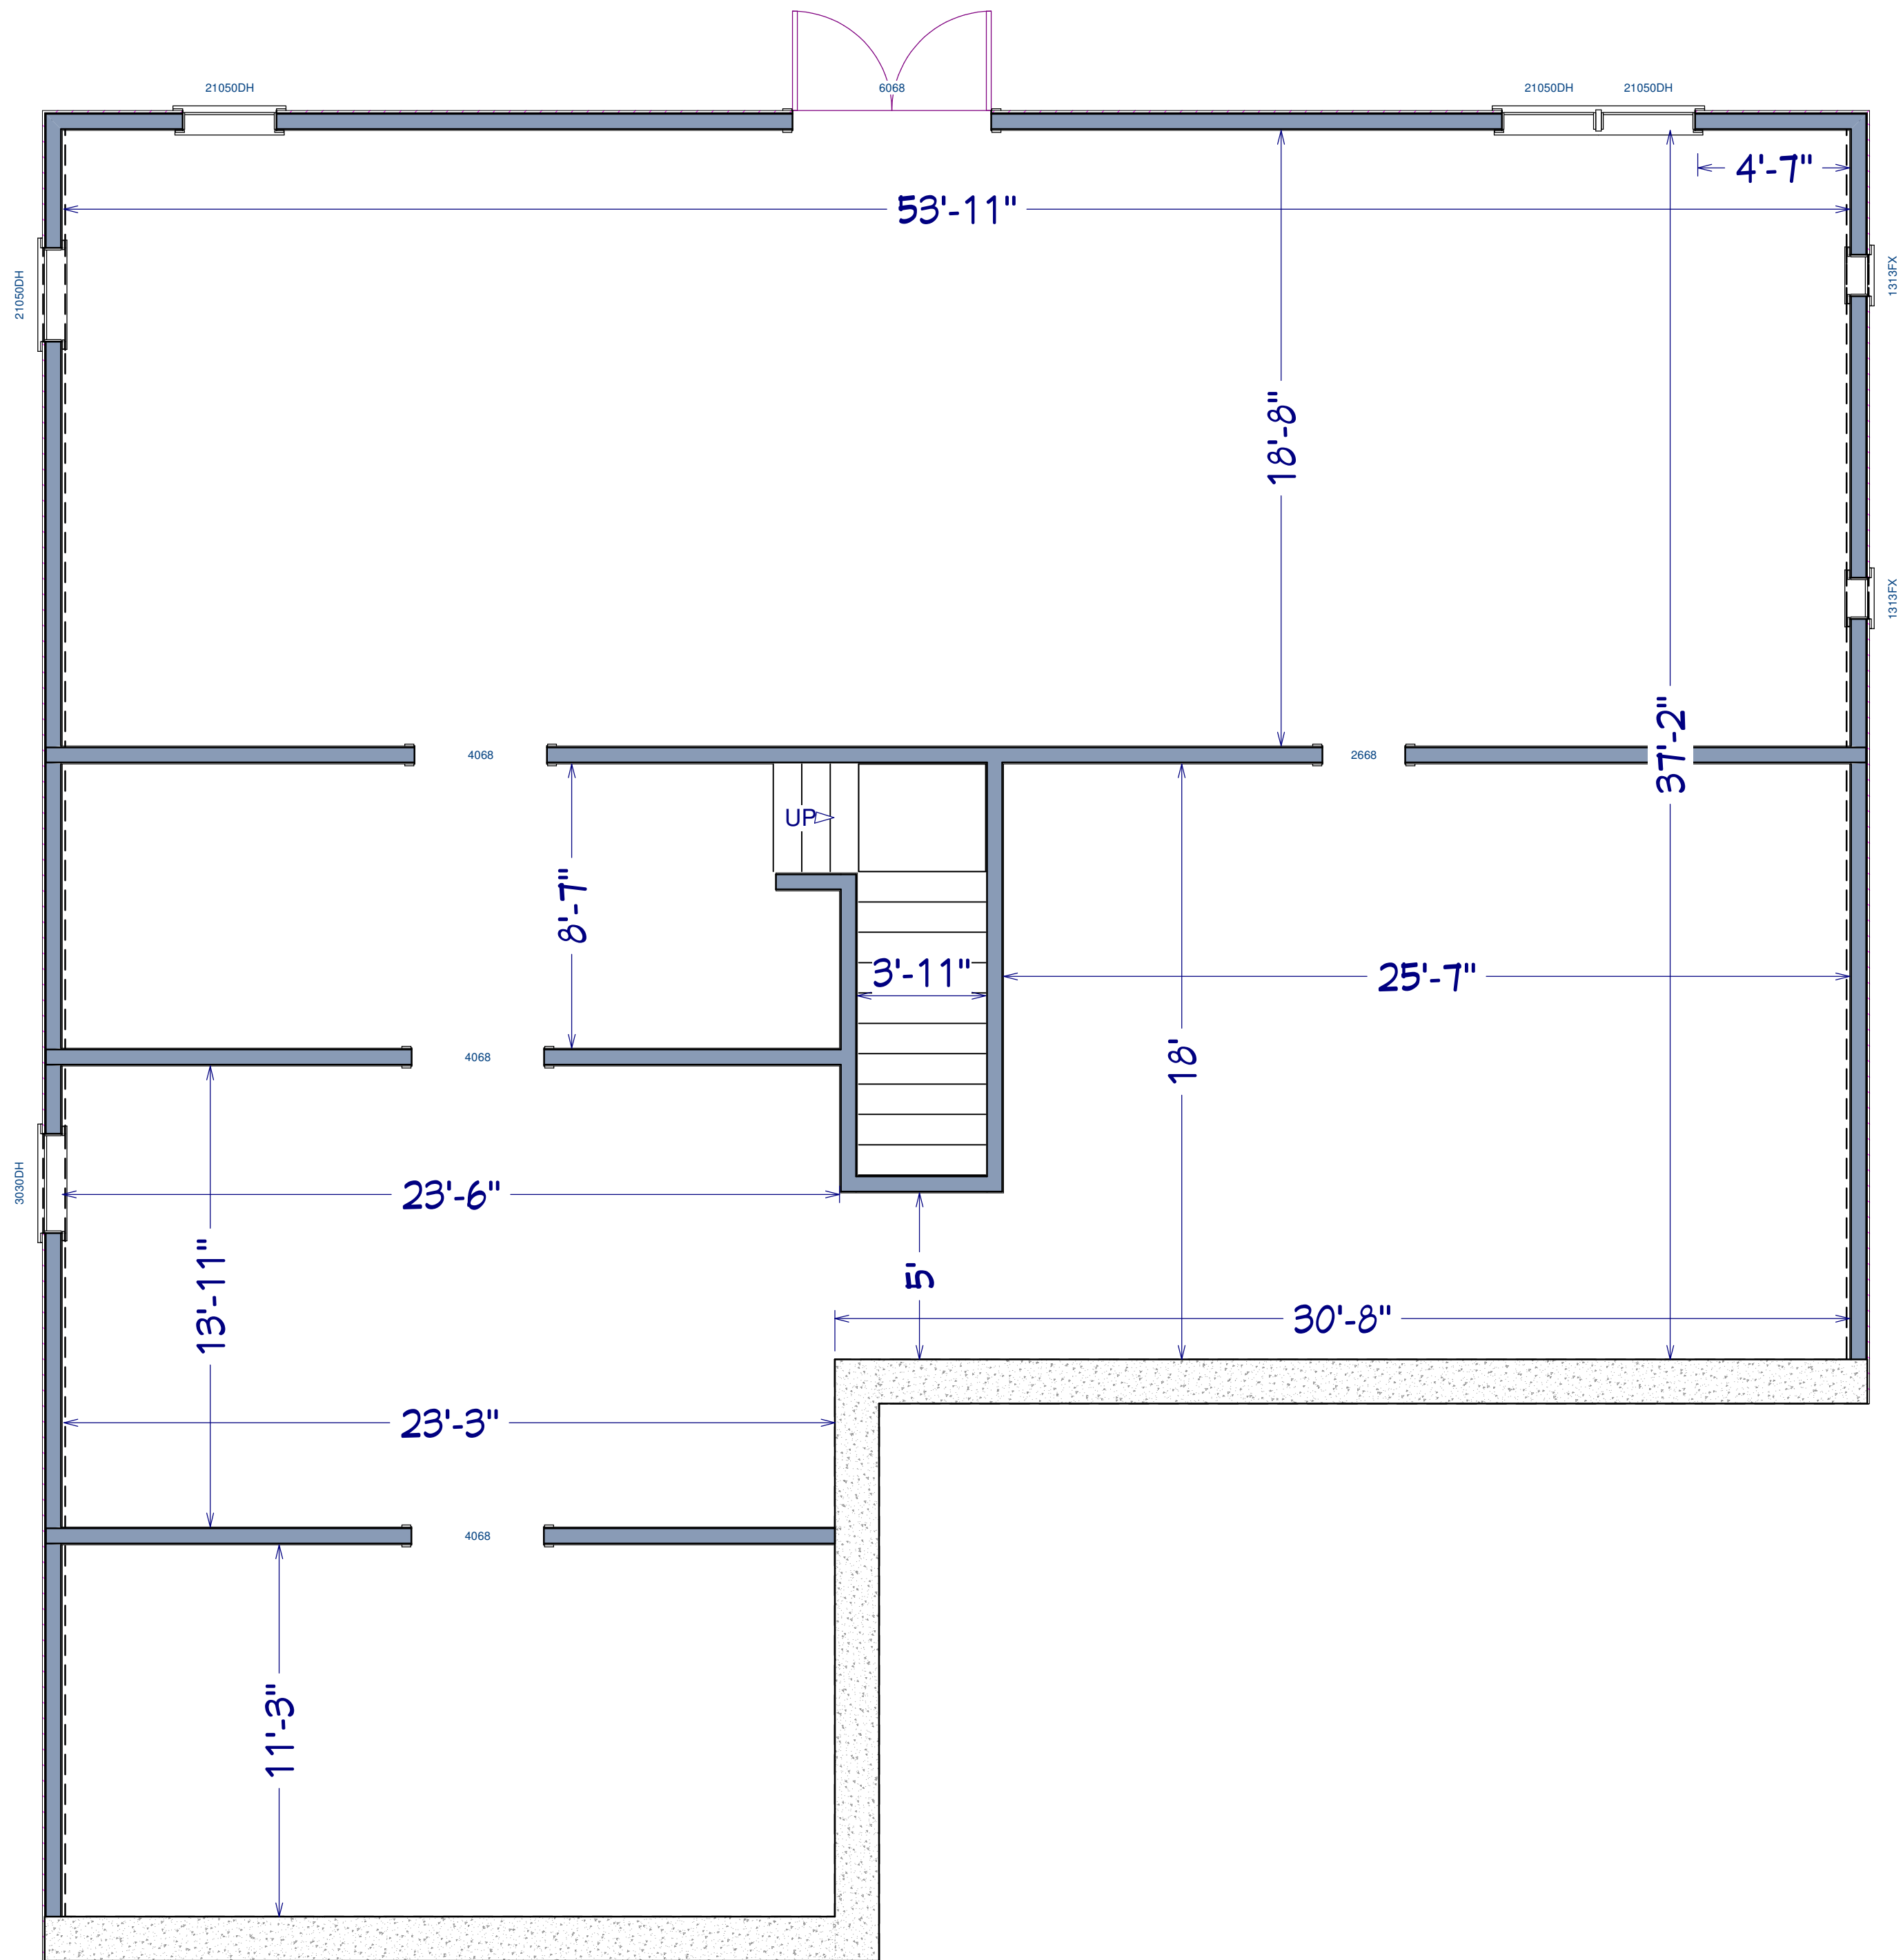 21050DH
6068
21050DH
21050DH
4'-7"
53'-11"
21050DH
1313FX
18'-8"
1313FX
4068
2668
37'-2"
UP
8'-7"
3'-11"
25'-7"
4068
18'
3030DH
23'-6"
13'-11"
5'
30'-8"
23'-3"
4068
11'-3"